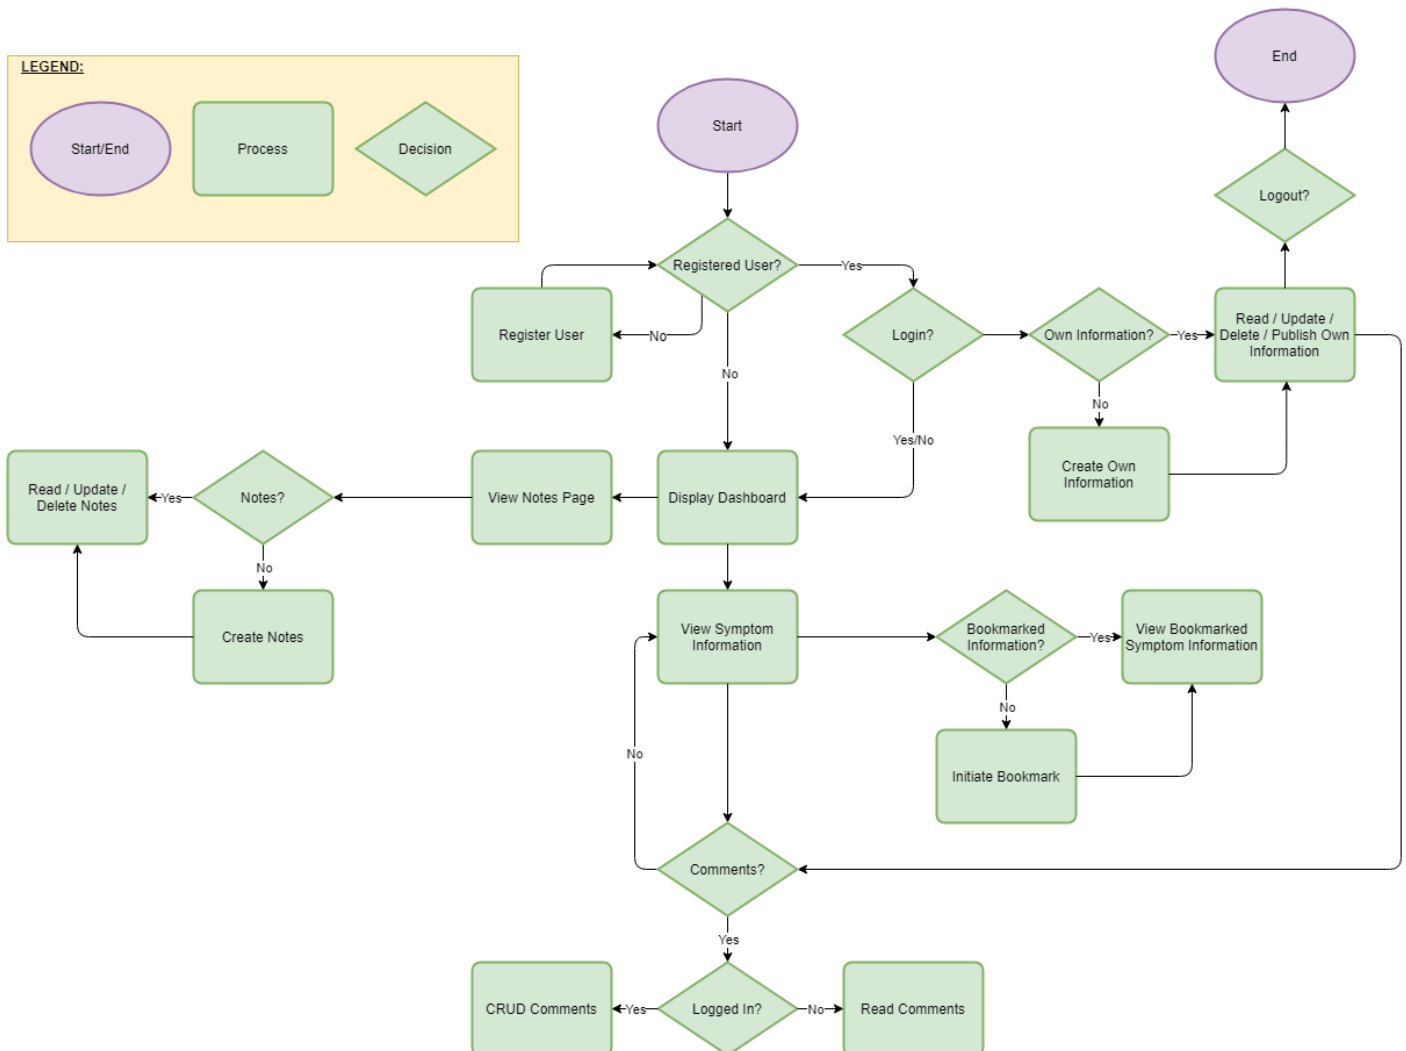 LEGEND:
Start/End
Process
Decision
Start
End
Logout?
Registered User?
Yes
Register User
No
No
Login?
Own Information?
Yes
Read / Update /
Delete / Publish Own
Information
No
Yes/No
Create Own
Information
Read / Update /
Delete Notes
Yes
Notes?
View Notes Page
Display Dashboard
No
Create Notes
View Symptom
Information
Bookmarked
Information?
Yes
View Bookmarked
Symptom Information
No
Initiate Bookmark
No
Comments?
Yes
CRUD Comments
Yes
Logged In?
No
Read Comments